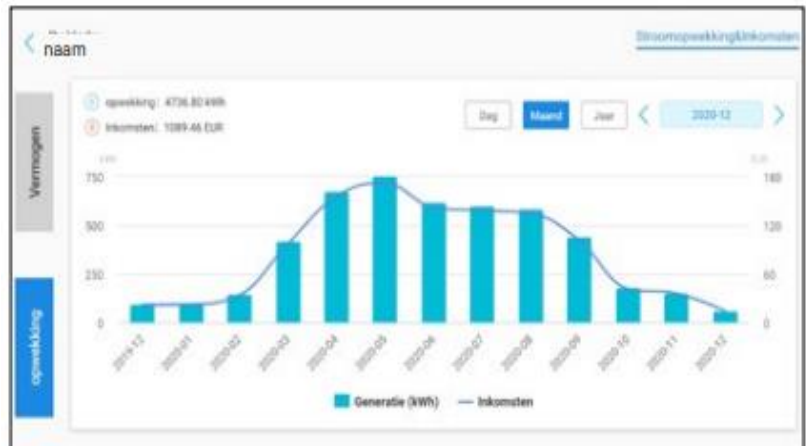 naam
Stroomopwekking&Inkomsten
Vermogen
opwekking
opwekking: 4736.80 kWh
Inkomsten: 1089.46 EUR
Dag
Maand
Jaar
2020-12
kWh
EUR
750
500
250
0
180
120
60
0
2019-12
2020-01
2020-02
2020-03
2020-04
2020-05
2020-06
2020-07
2020-08
2020-09
2020-10
2020-11
2020-12
Generatie (kWh)
Inkomsten